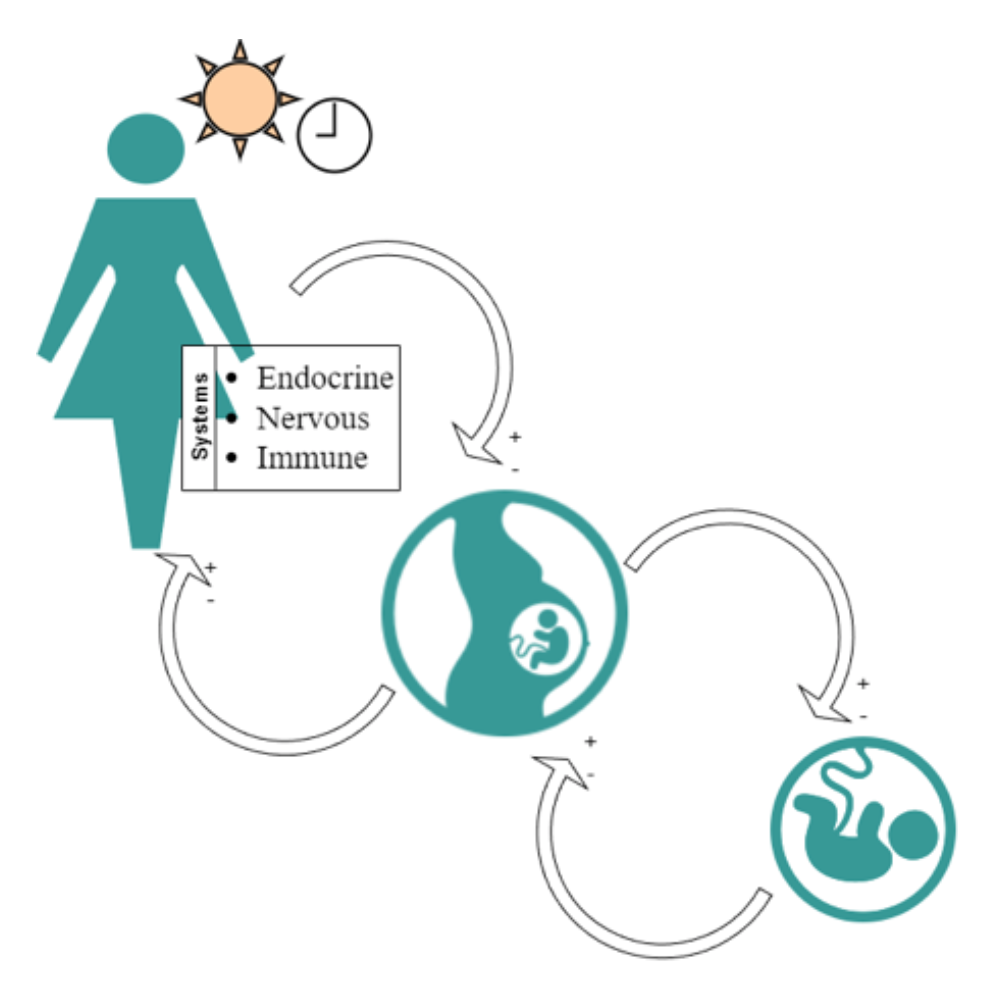 Systems
• Endocrine
• Nervous
• Immune
+
-
+
-
+
-
+
-